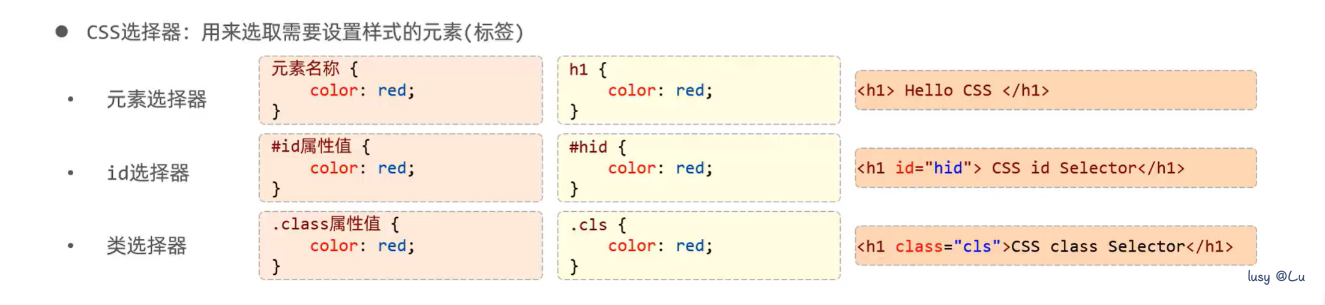 ● CSS选择器：用来选取需要设置样式的元素(标签)
• 元素选择器
元素名称 {
color: red;
}
h1 {
color: red;
}
<h1> Hello CSS </h1>
• id选择器
#id属性值 {
color: red;
}
#hid {
color: red;
}
<h1 id="hid"> CSS id Selector</h1>
• 类选择器
.class属性值 {
color: red;
}
.cls {
color: red;
}
<h1 class="cls">CSS class Selector</h1>
lusy @Lu